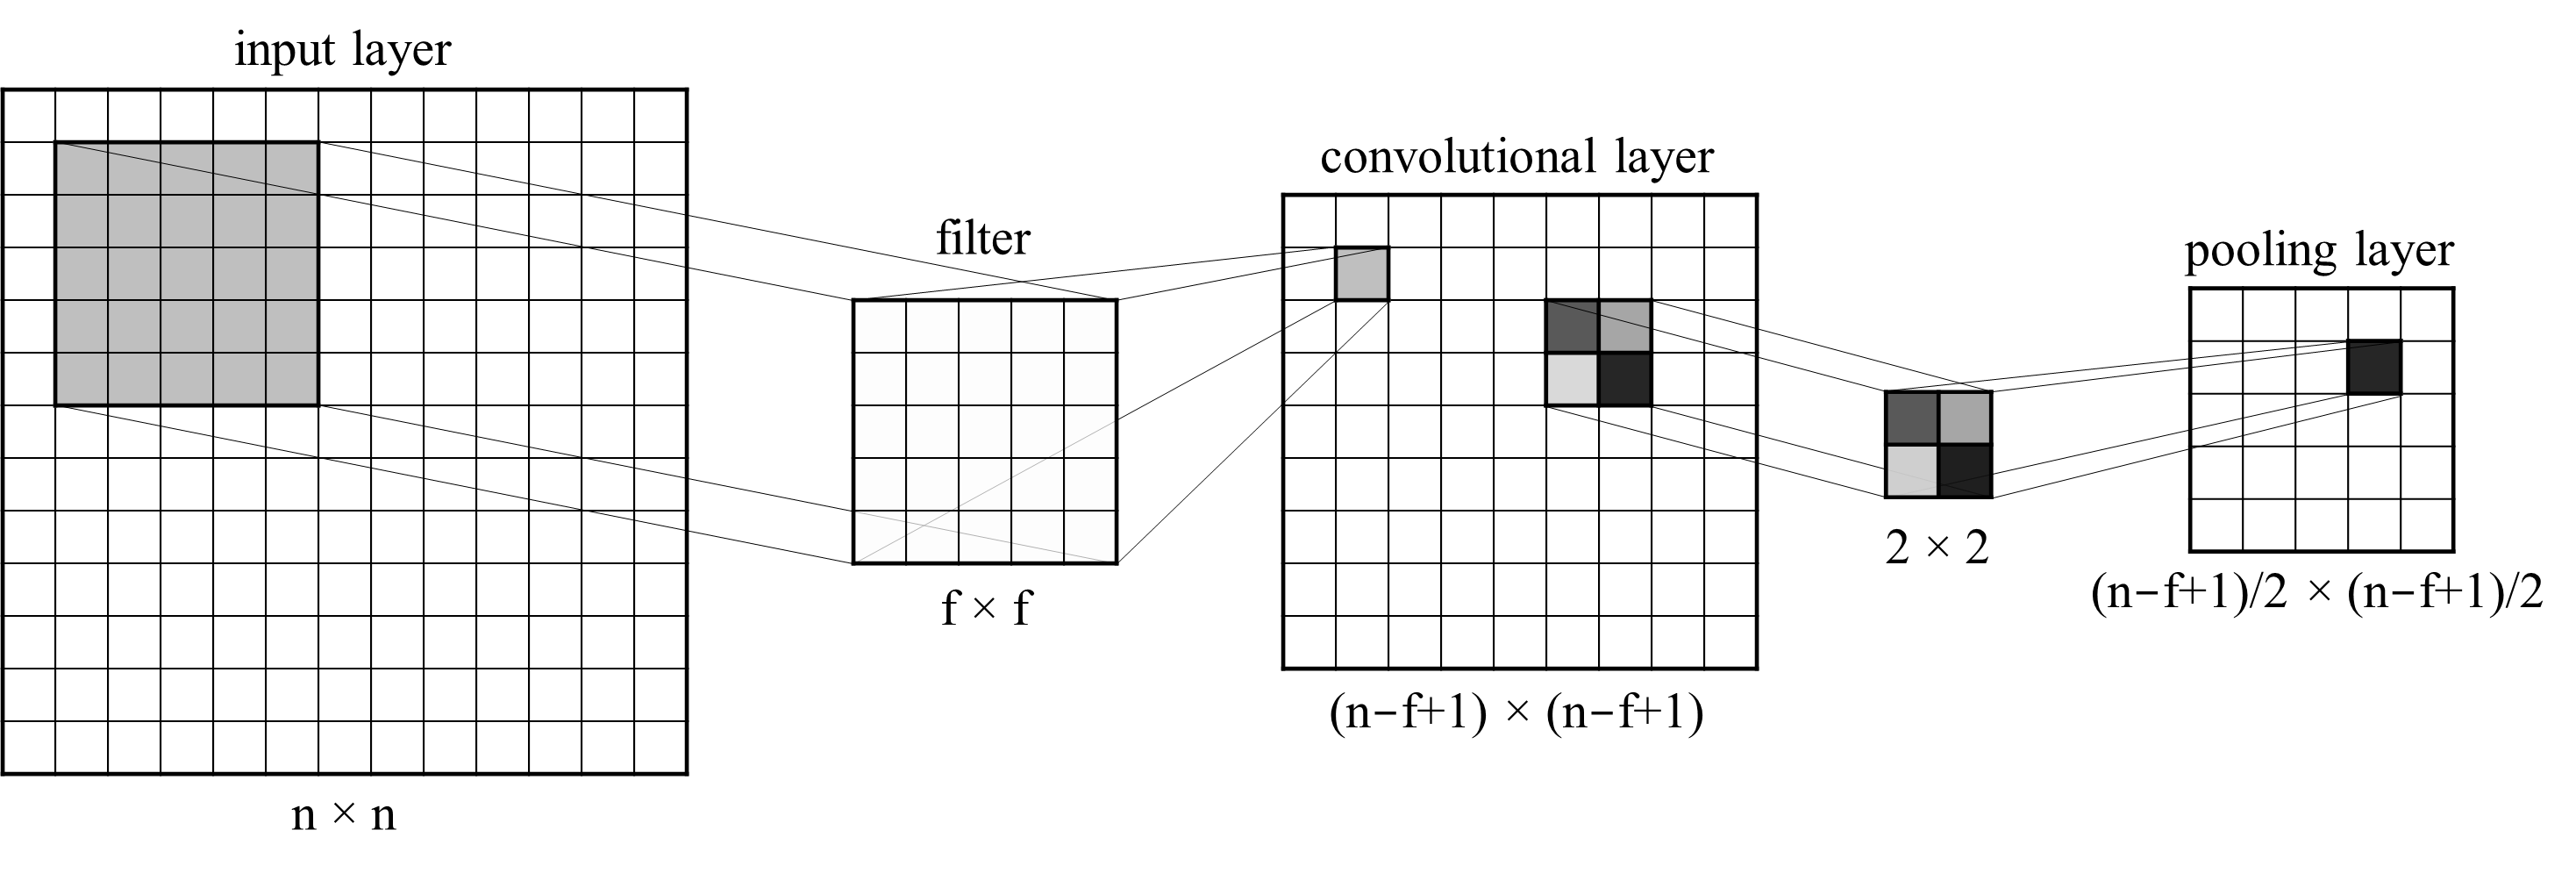 input layer
n × n
filter
f × f
convolutional layer
(n−f+1) × (n−f+1)
2 × 2
pooling layer
(n−f+1)/2 × (n−f+1)/2